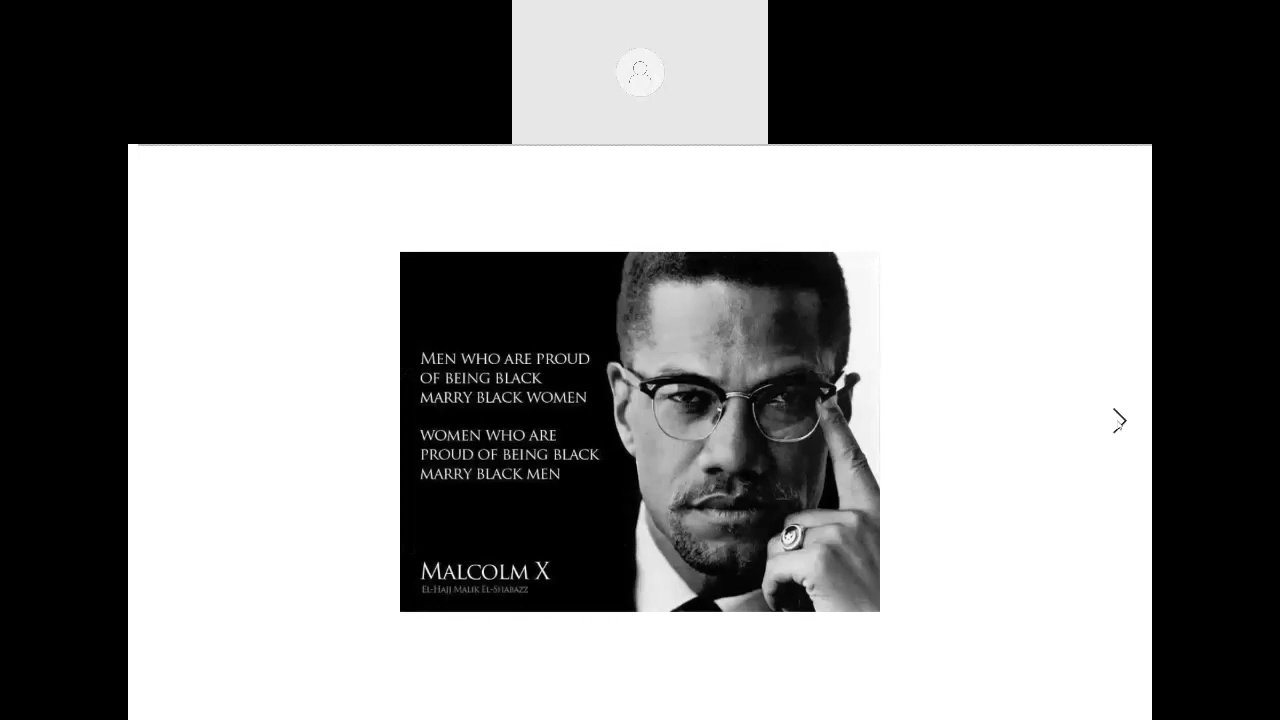 MEN WHO ARE PROUD
OF BEING BLACK
MARRY BLACK WOMEN
WOMEN WHO ARE
PROUD OF BEING BLACK
MARRY BLACK MEN
MALCOLM X
EL-HAJJ MALIK EL-SHABAZZ